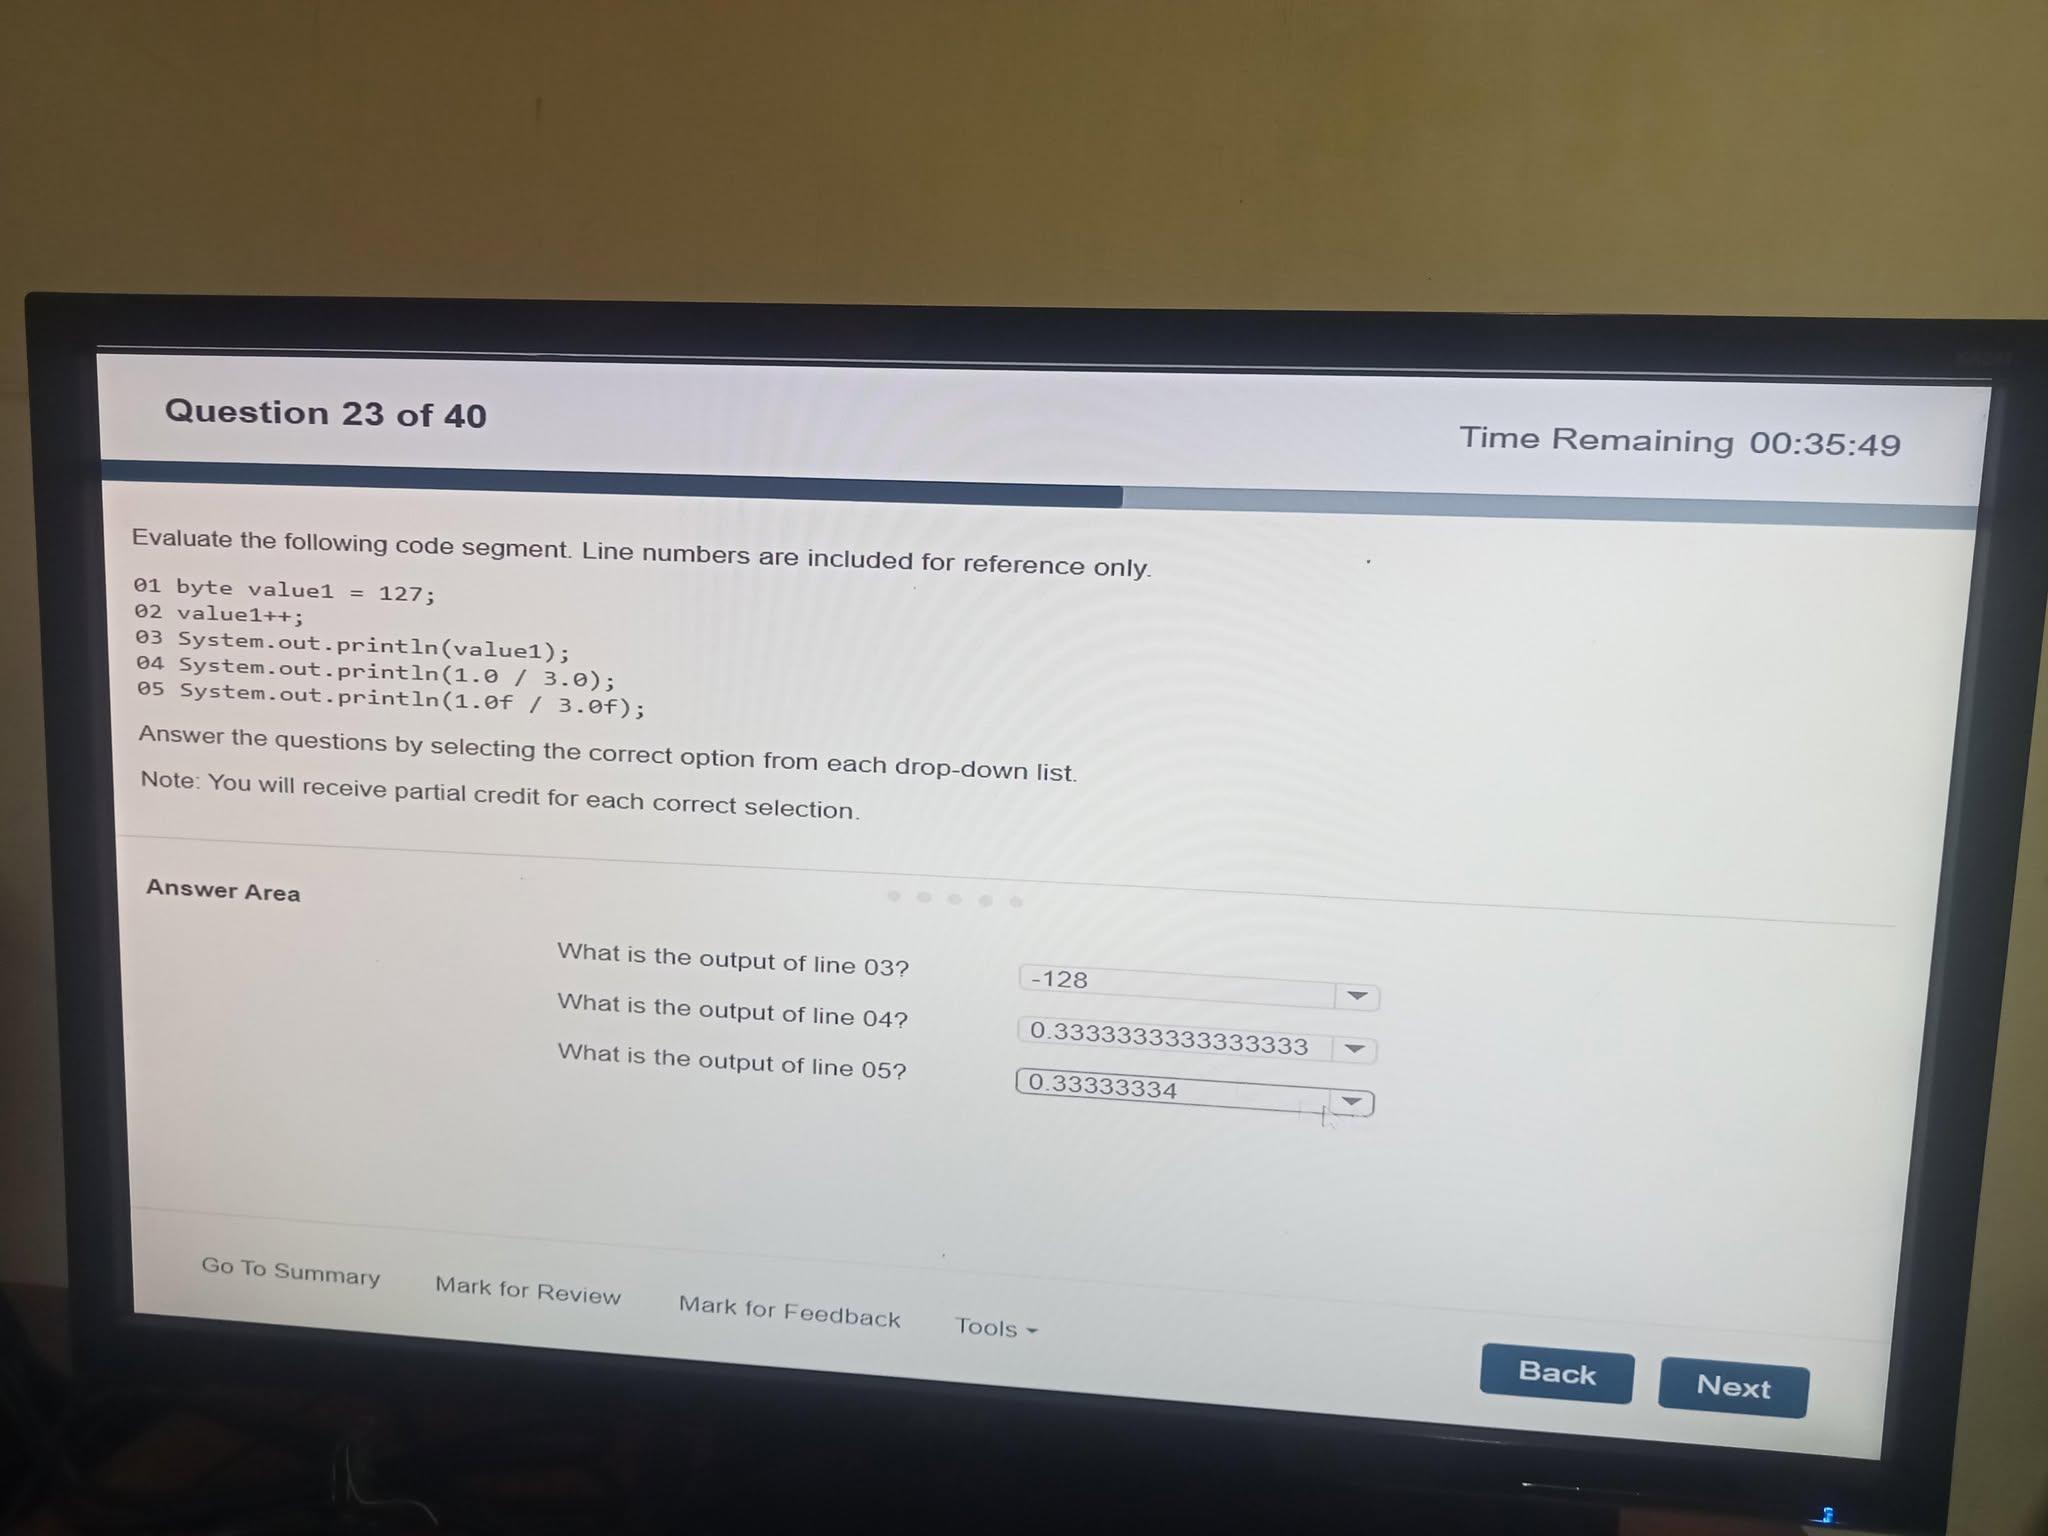 Question 23 of 40
Time Remaining 00:35:49
Evaluate the following code segment. Line numbers are included for reference only.
01 byte value1 = 127;
02 value1++;
03 System.out.println(value1);
04 System.out.println(1.0 / 3.0);
05 System.out.println(1.0f / 3.0f);
Answer the questions by selecting the correct option from each drop-down list.
Note: You will receive partial credit for each correct selection.
Answer Area
What is the output of line 03?
-128
What is the output of line 04?
0.3333333333333333
What is the output of line 05?
0.33333334
Go To Summary
Mark for Review
Mark for Feedback
Tools
Back
Next